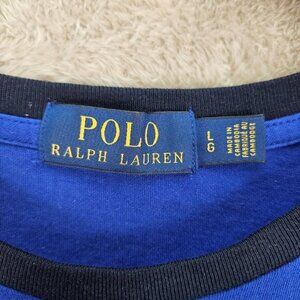 POLO
RALPH LAUREN
L
G
MADE IN
CAMBODIA
FABRIQUÉ AU
CAMBODGE